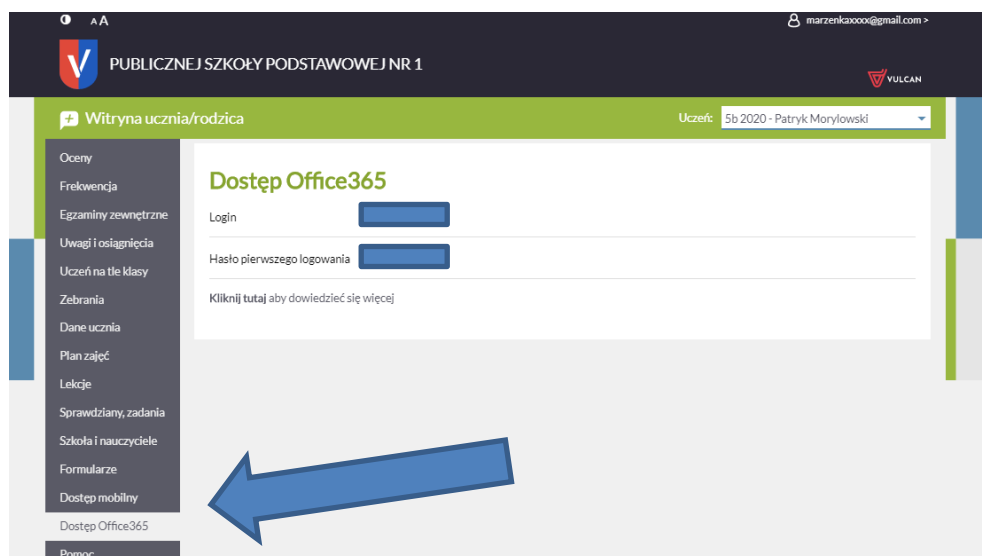 A A
marzenkaxxxx@gmail.com >
PUBLICZNEJ SZKOŁY PODSTAWOWEJ NR 1
VULCAN
Witryna ucznia/rodzica
Uczeń: 5b 2020 - Patryk Morylowski
Oceny
Frekwencja
Egzaminy zewnętrzne
Uwagi i osiągnięcia
Uczeń na tle klasy
Zebrania
Dane ucznia
Plan zajęć
Lekcje
Sprawdziany, zadania
Szkoła i nauczyciele
Formularze
Dostęp mobilny
Dostęp Office365
Pomoc
Dostęp Office365
Login
Hasło pierwszego logowania
Kliknij tutaj aby dowiedzieć się więcej